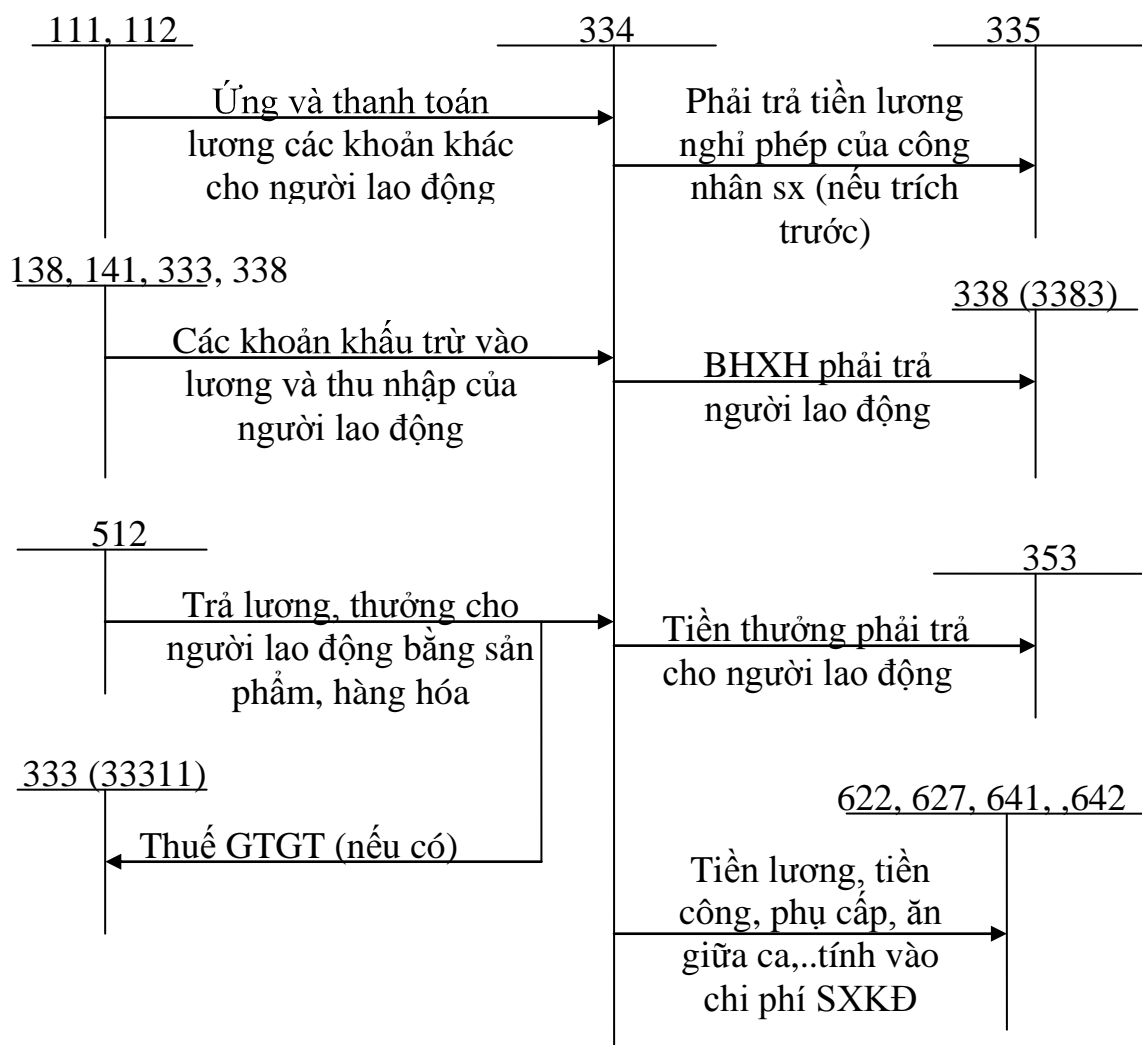 111, 112
334
335
Ứng và thanh toán
lương các khoản khác
cho người lao động
Phải trả tiền lương
nghỉ phép của công
nhân sx (nếu trích
trước)
138, 141, 333, 338
338 (3383)
Các khoản khấu trừ vào
lương và thu nhập của
người lao động
BHXH phải trả
người lao động
512
353
Trả lương, thưởng cho
người lao động bằng sản
phẩm, hàng hóa
Tiền thưởng phải trả
cho người lao động
333 (33311)
622, 627, 641, ,642
Thuế GTGT (nếu có)
Tiền lương, tiền
công, phụ cấp, ăn
giữa ca,..tính vào
chi phí SXKĐ